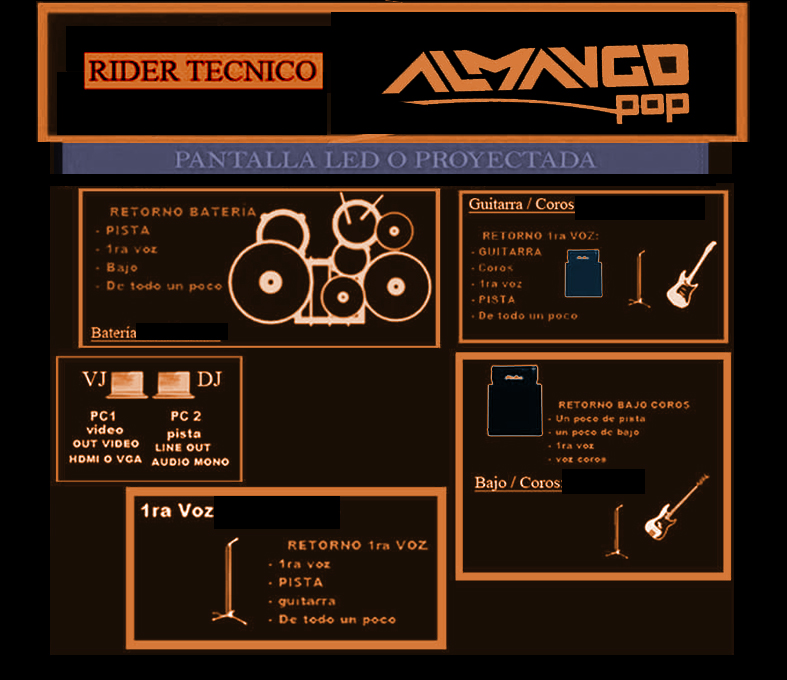 RIDER TECNICO
ALMANGO
pop
PANTALLA LED O PROYECTADA
RETORNO BATERÍA
- PISTA
- 1ra voz
- Bajo
- De todo un poco
Batería
Guitarra / Coros
RETORNO 1ra VOZ:
- GUITARRA
- Coros
- 1ra voz
- PISTA
- De todo un poco
VJ DJ
PC1 PC 2
video pista
OUT VIDEO LINE OUT
HDMI O VGA AUDIO MONO
RETORNO BAJO COROS
- Un poco de pista
- un poco de bajo
- 1ra voz
- voz coros
Bajo / Coros:
1ra Voz
RETORNO 1ra VOZ
- 1ra voz
- PISTA
- guitarra
- De todo un poco